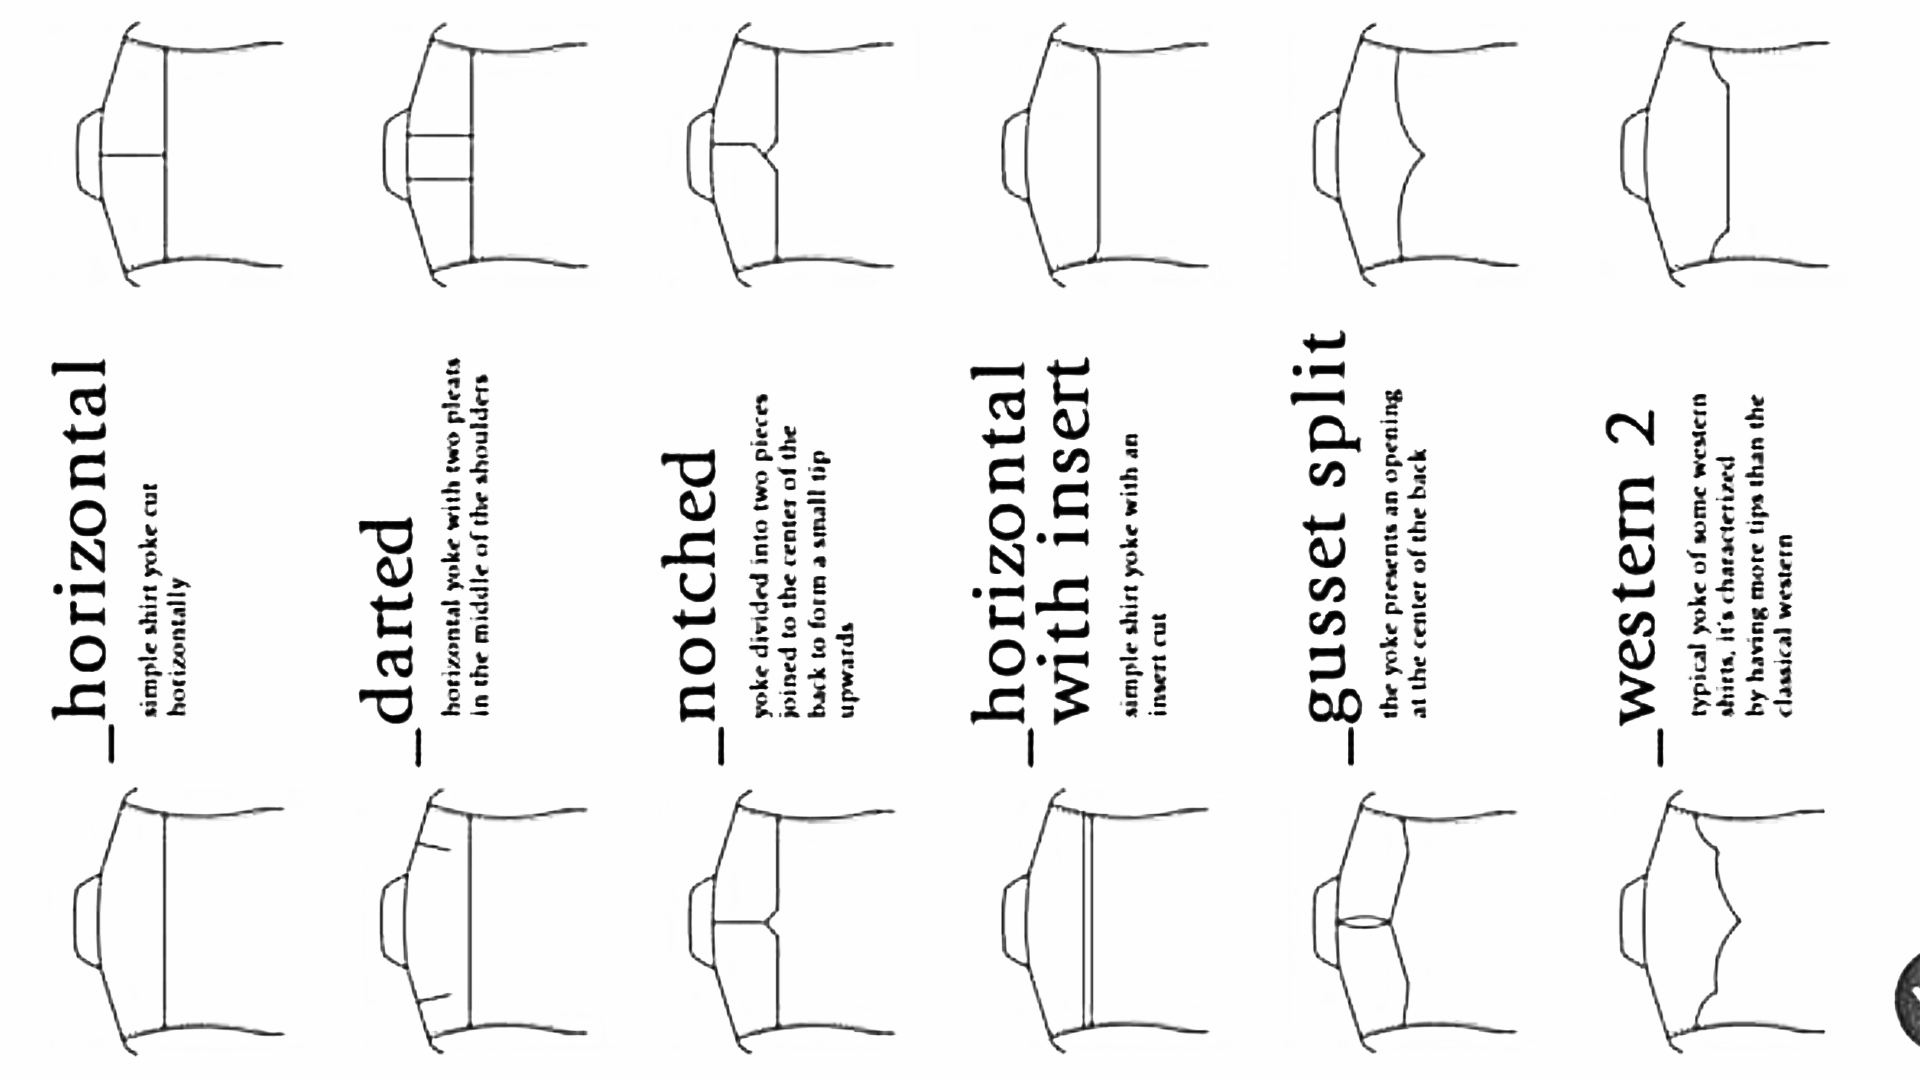 _horizontal
simple shirt yoke cut
horizontally
_darted
horizontal yoke with two pleats
in the middle of the shoulders
_notched
yoke divided into two pieces
joined to the center of the
back to form a small tip
upwards
_horizontal
with insert
simple shirt yoke with an
insert cut
_gusset split
the yoke presents an opening
at the center of the back
_western 2
typical yoke of some western
shirts, it's characterized
by having more tips than the
classical western